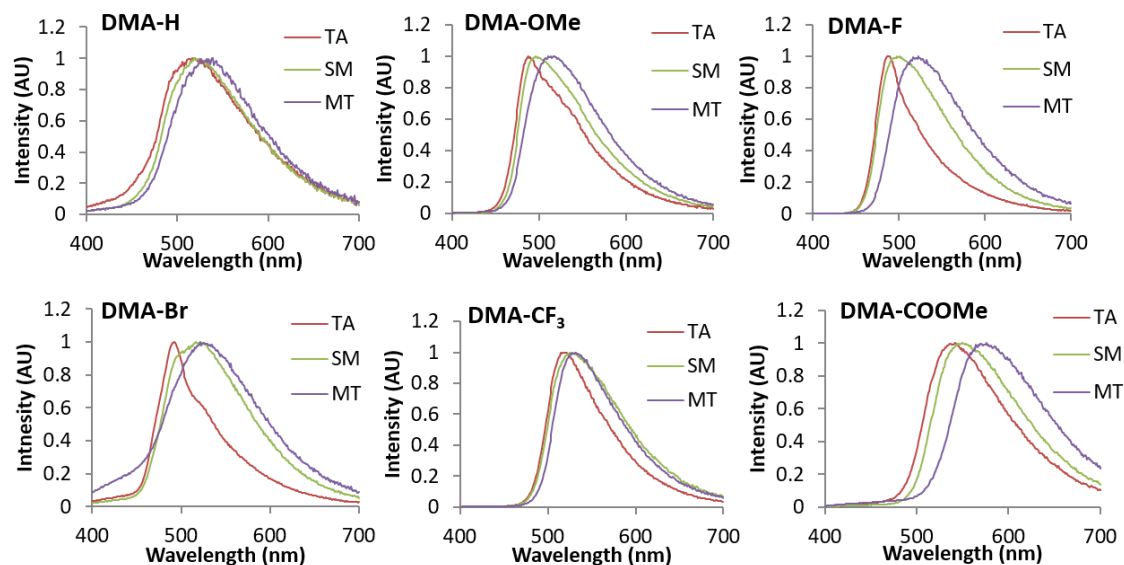 DMA-H
Intensity (AU)
1.2
1
0.8
0.6
0.4
0.2
0
400 500 600 700
Wavelength (nm)
TA
SM
MT
DMA-OMe
Intensity (AU)
1.2
1
0.8
0.6
0.4
0.2
0
400 500 600 700
Wavelength (nm)
TA
SM
MT
DMA-F
Intensity (AU)
1.2
1
0.8
0.6
0.4
0.2
0
400 500 600 700
Wavelength (nm)
TA
SM
MT
DMA-Br
Intnesity (AU)
1.2
1
0.8
0.6
0.4
0.2
0
400 500 600 700
Wavelength (nm)
TA
SM
MT
DMA-CF₃
Intensity (AU)
1.2
1
0.8
0.6
0.4
0.2
0
400 500 600 700
Wavelength (nm)
TA
SM
MT
DMA-COOMe
Intensity (AU)
1.2
1
0.8
0.6
0.4
0.2
0
400 500 600 700
Wavelength (nm)
TA
SM
MT